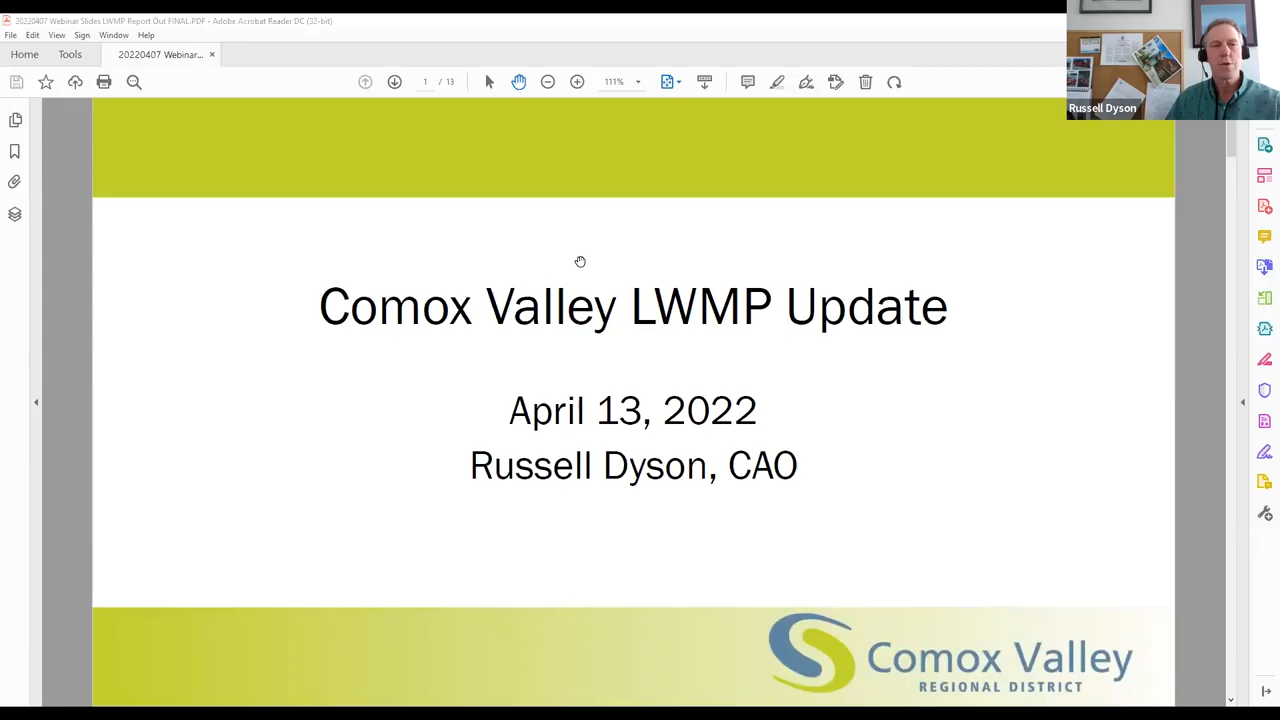 20220407 Webinar Slides LWMP Report Out FINAL.PDF - Adobe Acrobat Reader DC (32-bit)
File Edit View Sign Window Help
Home Tools 20220407 Webinar... ×
1 / 13 111%
Russell Dyson
Comox Valley LWMP Update
April 13, 2022
Russell Dyson, CAO
Comox Valley
REGIONAL DISTRICT